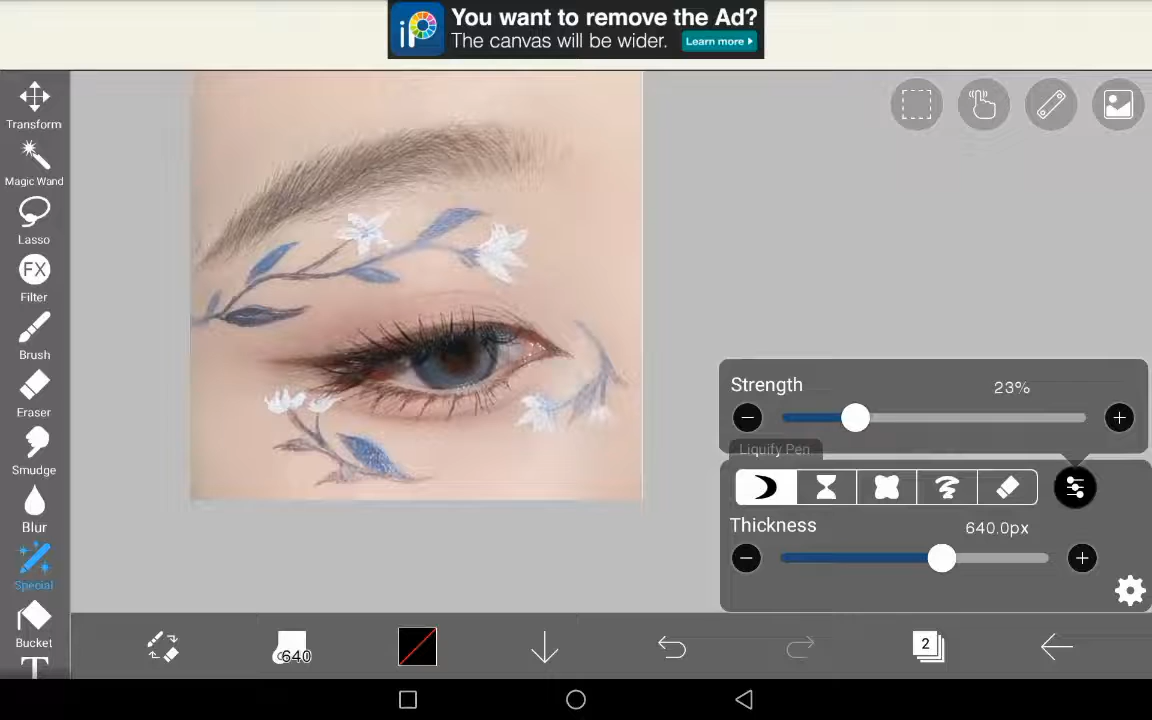 iP
You want to remove the Ad?
The canvas will be wider.
Learn more
Transform
Magic Wand
Lasso
FX
Filter
Brush
Eraser
Smudge
Blur
Special
Bucket
T
Strength
23%
Liquify Pen
Thickness
640.0px
640
2